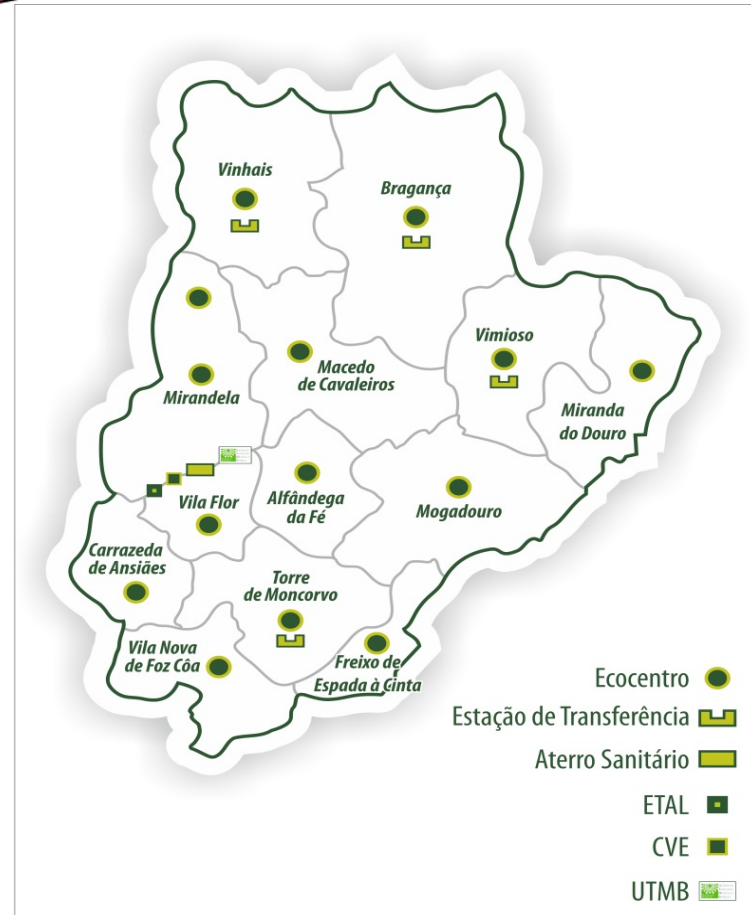 Vinhais
Bragança
Vimioso
Macedo
de Cavaleiros
Mirandela
Miranda
do Douro
Vila Flor
Alfândega
da Fé
Mogadouro
Carrazeda
de Ansiães
Torre
de Moncorvo
Vila Nova
de Foz Côa
Freixo de
Espada à Cinta
Ecocentro
Estação de Transferência
Aterro Sanitário
ETAL
CVE
UTMB